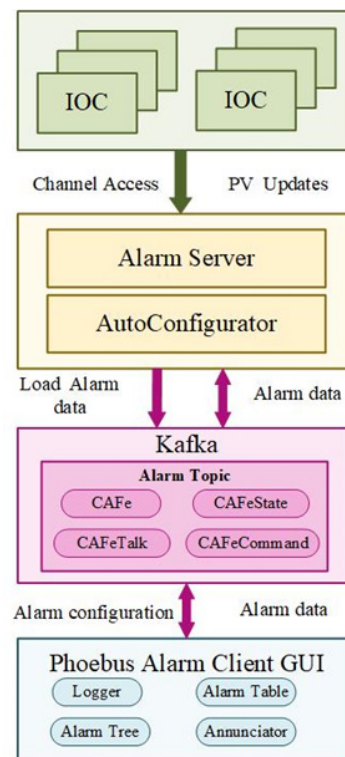 IOC IOC
Channel Access PV Updates
Alarm Server
AutoConfigurator
Load Alarm
data
Alarm data
Kafka
Alarm Topic
CAFe CAFeState
CAFeTalk CAFeCommand
Alarm configuration Alarm data
Phoebus Alarm Client GUI
Logger Alarm Table
Alarm Tree Annunciator